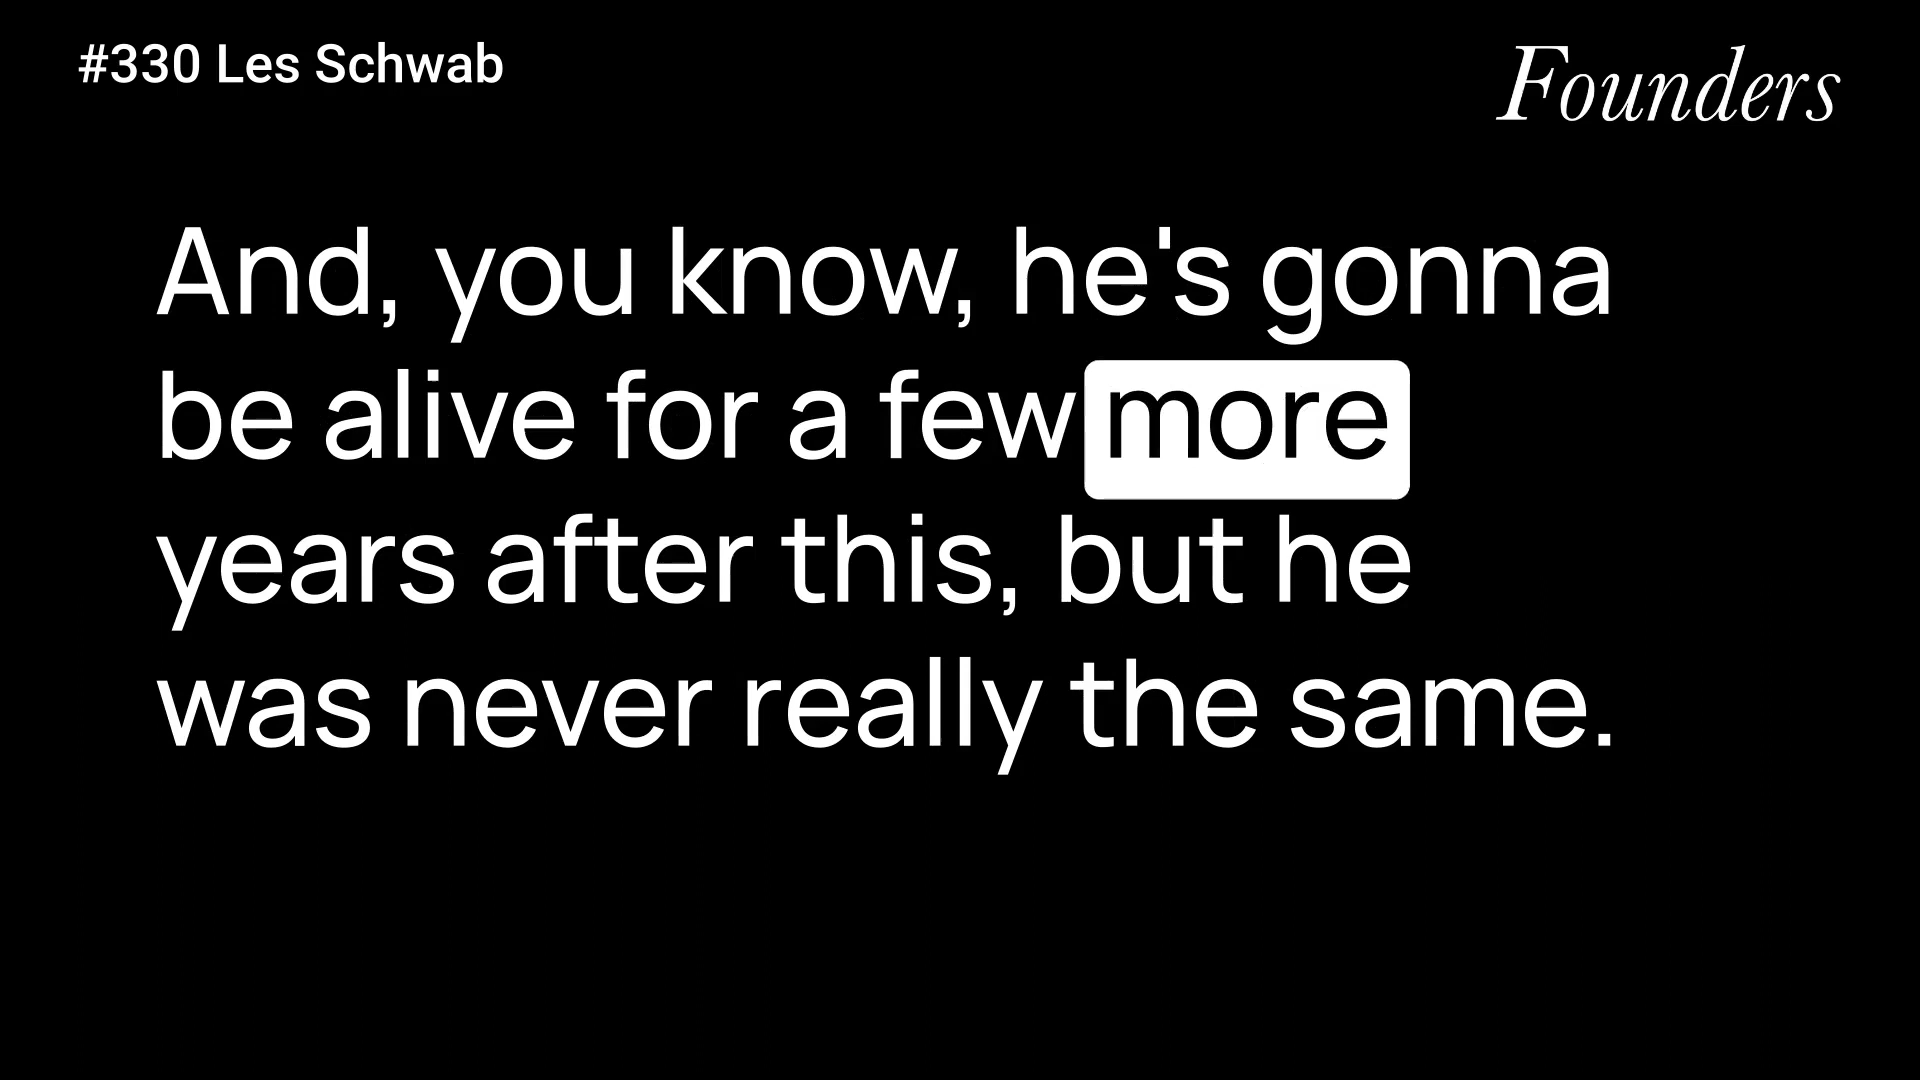 #330 Les Schwab
Founders
And, you know, he's gonna
be alive for a few more
years after this, but he
was never really the same.